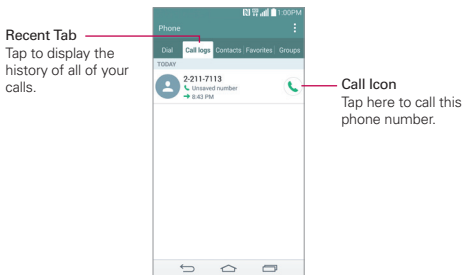 Recent Tab
Tap to display the
history of all of your
calls.
1:00PM
Phone
Dial Call logs Contacts Favorites Groups
TODAY
2-211-7113
Unsaved number
8:43 PM
Call Icon
Tap here to call this
phone number.